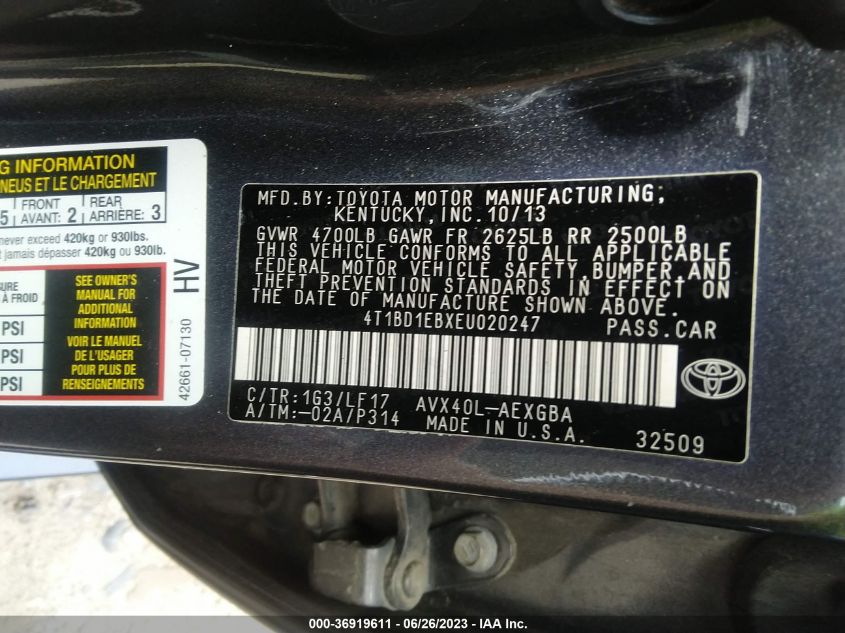 G INFORMATION
NEUS ET LE CHARGEMENT
5 FRONT AVANT: 2 REAR ARRIÈRE: 3
never exceed 420kg or 930lbs.
t jamais dépasser 420kg ou 930lb.
SURE
À FROID
PSI
PSI
PSI
SEE OWNER'S
MANUAL FOR
ADDITIONAL
INFORMATION
VOIR LE MANUEL
DE L'USAGER
POUR PLUS DE
RENSEIGNEMENTS
HV
42661-07130
MFD.BY:TOYOTA MOTOR MANUFACTURING,
KENTUCKY,INC.10/13
GVWR 4700LB GAWR FR 2625LB RR 2500LB
THIS VEHICLE CONFORMS TO ALL APPLICABLE
FEDERAL MOTOR VEHICLE SAFETY,BUMPER,AND
THEFT PREVENTION STANDARDS IN EFFECT ON
THE DATE OF MANUFACTURE SHOWN ABOVE.
4T1BD1EBXEU020247 PASS.CAR
C/TR:1G3/LF17 AVX40L-AEXGBA
A/TM:-02A/P314 MADE IN U.S.A. 32509
000-36919611 - 06/26/2023 - IAA Inc.